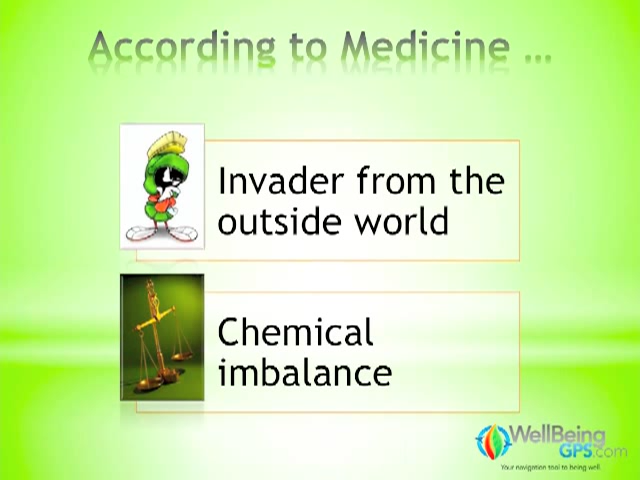 According to Medicine ...
Invader from the
outside world
Chemical
imbalance
WellBeing
GPS.com
Your navigation tool to being well.